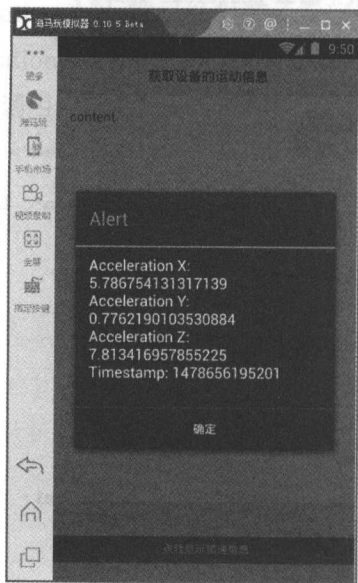 海马玩模拟器 0.10.5 Beta
9:50
更多
获取设备的运动信息
海马玩
content.
手机市场
视频录制
全屏
Alert
Acceleration X:
5.786754131317139
Acceleration Y:
0.7762190103530884
Acceleration Z:
7.813416957855225
Timestamp: 1478656195201
确定